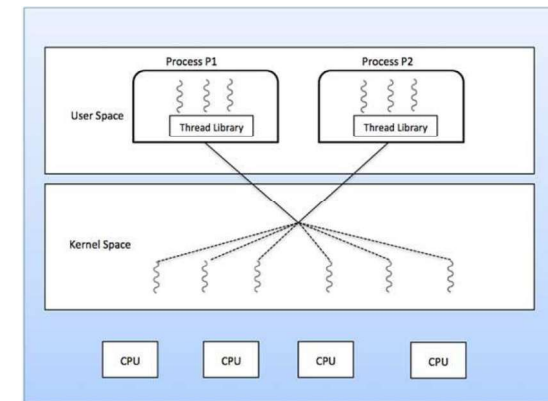 Process P1
Process P2
User Space
Thread Library
Thread Library
Kernel Space
CPU
CPU
CPU
CPU